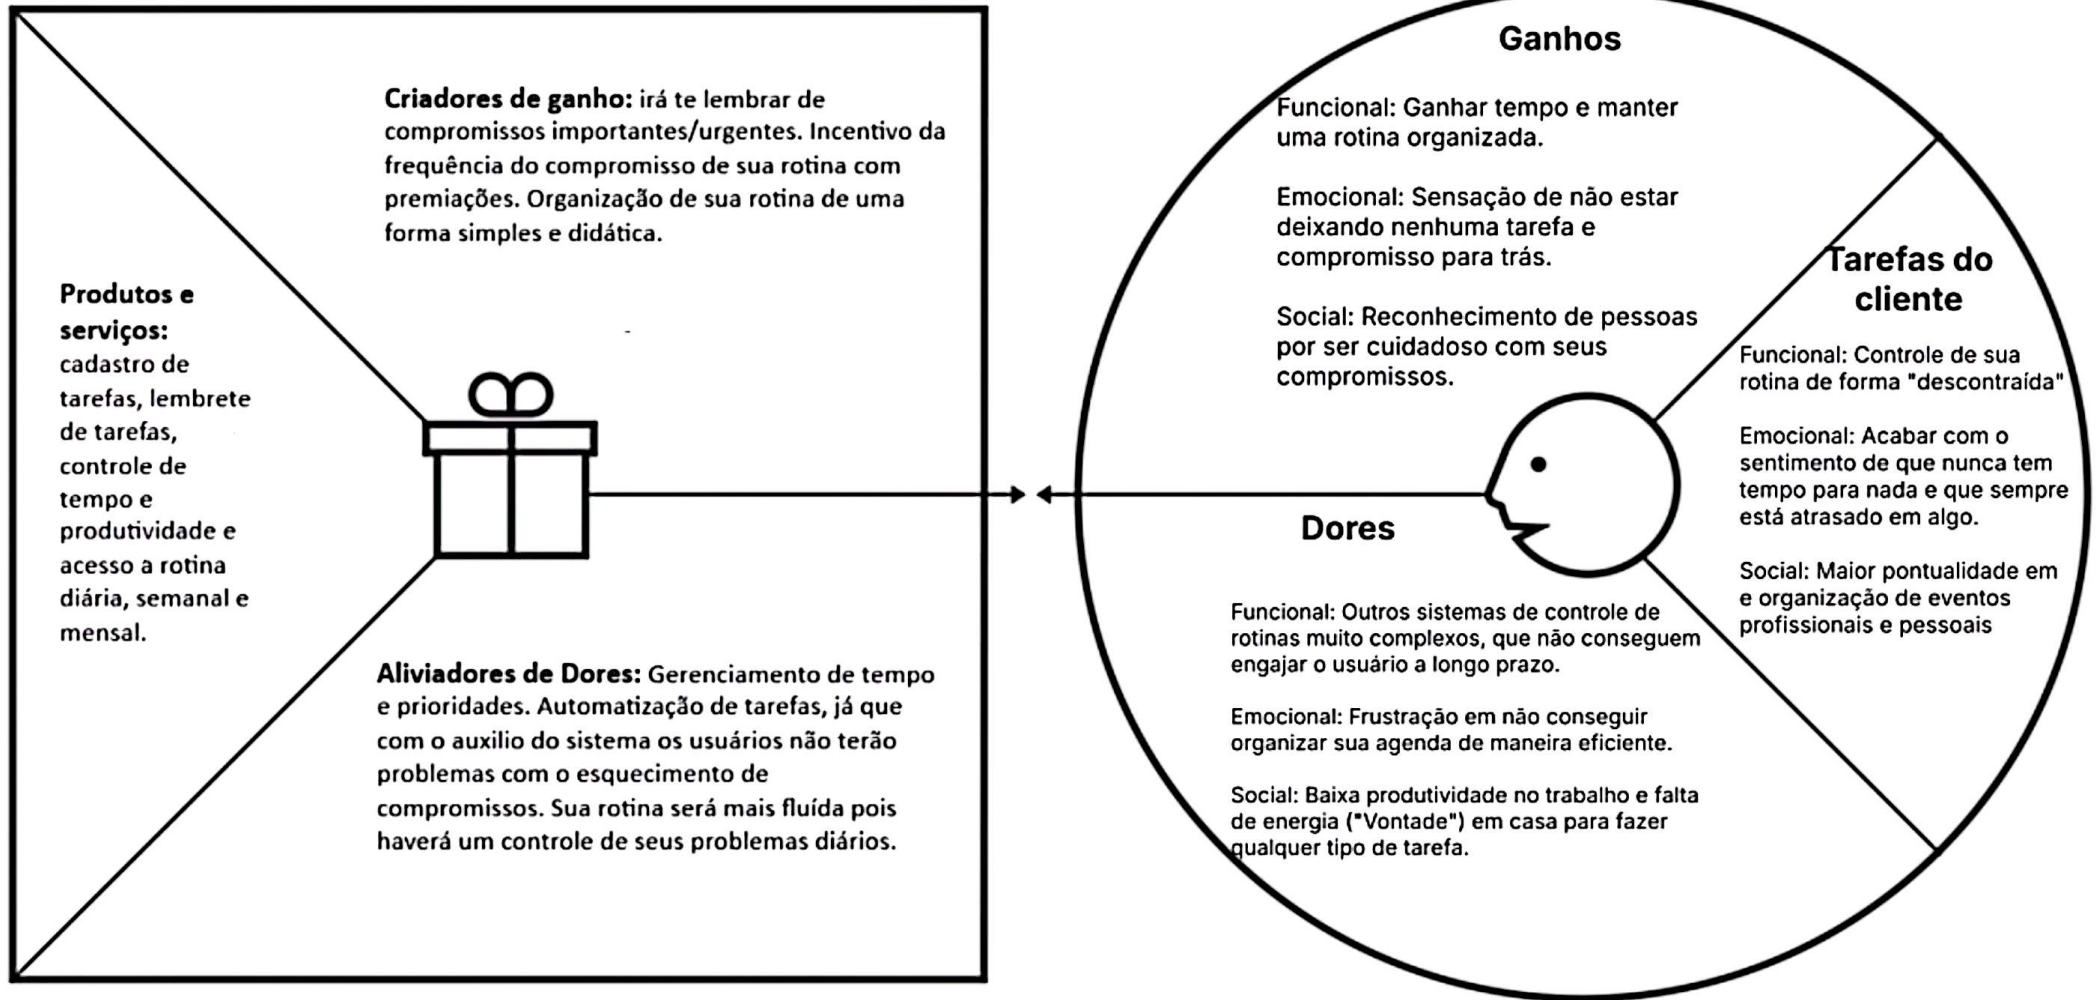 Criadores de ganho: irá te lembrar de
compromissos importantes/urgentes. Incentivo da
frequência do compromisso de sua rotina com
premiações. Organização de sua rotina de uma
forma simples e didática.
Produtos e
serviços:
cadastro de
tarefas, lembrete
de tarefas,
controle de
tempo e
produtividade e
acesso a rotina
diária, semanal e
mensal.
Aliviadores de Dores: Gerenciamento de tempo
e prioridades. Automatização de tarefas, já que
com o auxilio do sistema os usuários não terão
problemas com o esquecimento de
compromissos. Sua rotina será mais fluída pois
haverá um controle de seus problemas diários.
Ganhos
Funcional: Ganhar tempo e manter
uma rotina organizada.
Emocional: Sensação de não estar
deixando nenhuma tarefa e
compromisso para trás.
Social: Reconhecimento de pessoas
por ser cuidadoso com seus
compromissos.
Tarefas do
cliente
Funcional: Controle de sua
rotina de forma "descontraída"
Emocional: Acabar com o
sentimento de que nunca tem
tempo para nada e que sempre
está atrasado em algo.
Social: Maior pontualidade em
e organização de eventos
profissionais e pessoais
Dores
Funcional: Outros sistemas de controle de
rotinas muito complexos, que não conseguem
engajar o usuário a longo prazo.
Emocional: Frustração em não conseguir
organizar sua agenda de maneira eficiente.
Social: Baixa produtividade no trabalho e falta
de energia ("Vontade") em casa para fazer
qualquer tipo de tarefa.